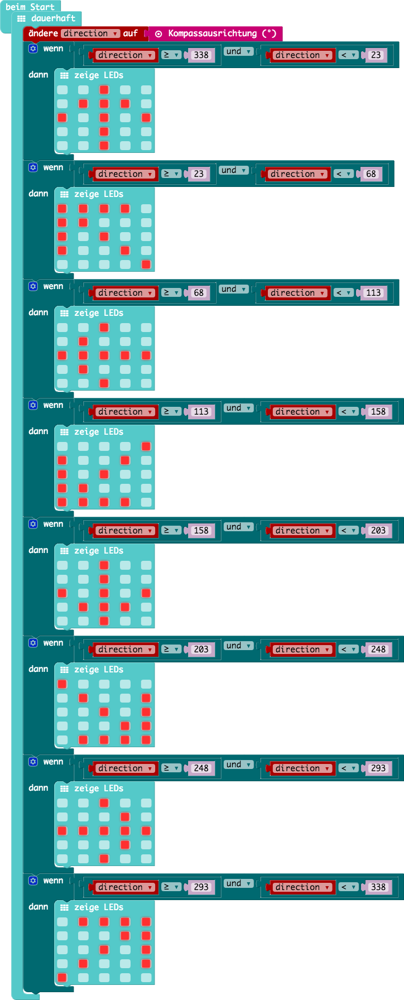 beim Start
dauerhaft
ändere direction auf Kompassausrichtung (°)
wenn direction ≥ 338 und direction < 23
dann zeige LEDs
wenn direction ≥ 23 und direction < 68
dann zeige LEDs
wenn direction ≥ 68 und direction < 113
dann zeige LEDs
wenn direction ≥ 113 und direction < 158
dann zeige LEDs
wenn direction ≥ 158 und direction < 203
dann zeige LEDs
wenn direction ≥ 203 und direction < 248
dann zeige LEDs
wenn direction ≥ 248 und direction < 293
dann zeige LEDs
wenn direction ≥ 293 und direction < 338
dann zeige LEDs